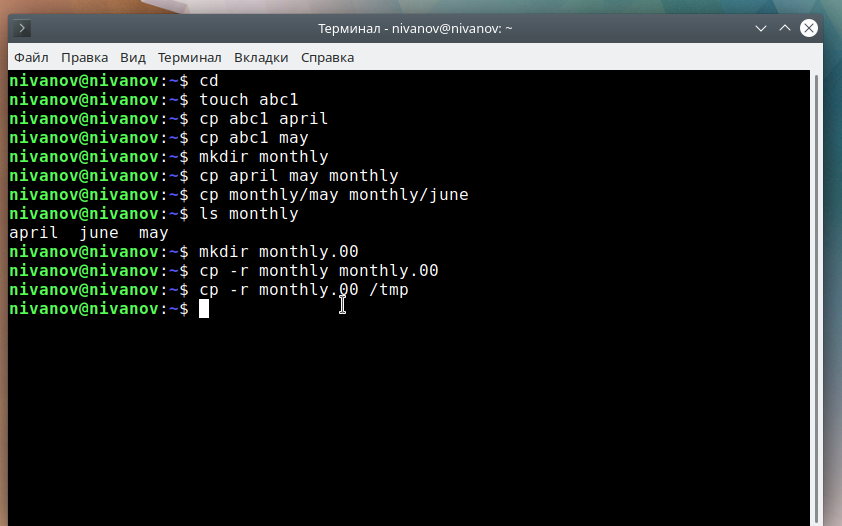 Терминал - nivanov@nivanov: ~
Файл Правка Вид Терминал Вкладки Справка
nivanov@nivanov:~$ cd
nivanov@nivanov:~$ touch abc1
nivanov@nivanov:~$ cp abc1 april
nivanov@nivanov:~$ cp abc1 may
nivanov@nivanov:~$ mkdir monthly
nivanov@nivanov:~$ cp april may monthly
nivanov@nivanov:~$ cp monthly/may monthly/june
nivanov@nivanov:~$ ls monthly
april  june  may
nivanov@nivanov:~$ mkdir monthly.00
nivanov@nivanov:~$ cp -r monthly monthly.00
nivanov@nivanov:~$ cp -r monthly.00 /tmp
nivanov@nivanov:~$